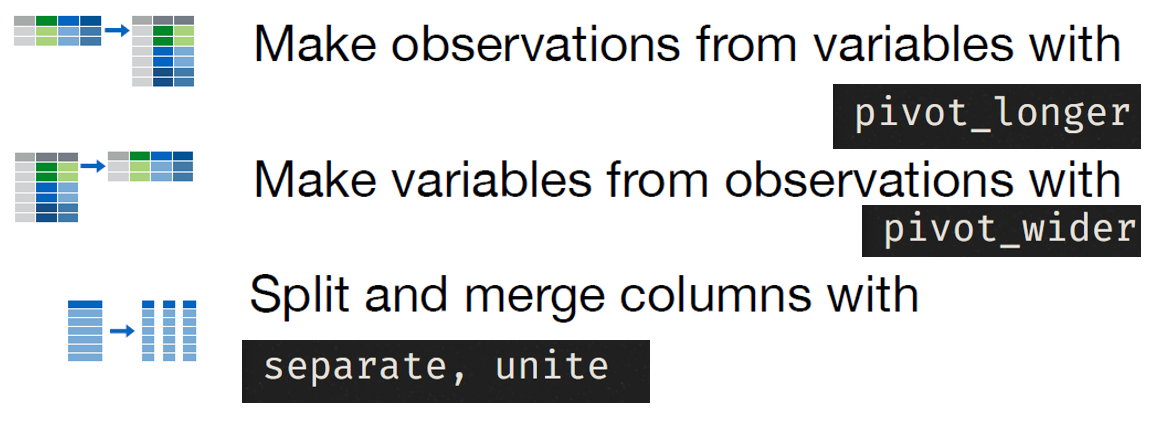 Make observations from variables with
pivot_longer
Make variables from observations with
pivot_wider
Split and merge columns with
separate, unite